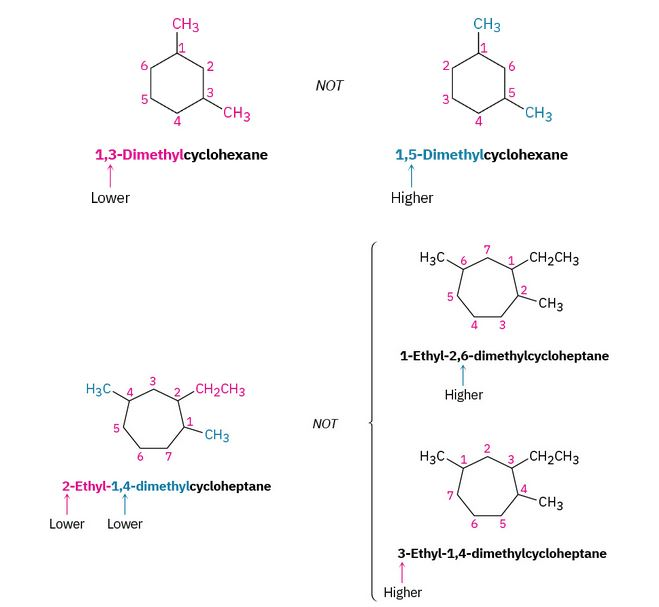 CH3
1
6
2
5
3
4
CH3
1,3-Dimethylcyclohexane
Lower
NOT
CH3
1
2
6
3
5
4
CH3
1,5-Dimethylcyclohexane
Higher
H3C
4
3
2
CH2CH3
5
1
CH3
6
7
2-Ethyl-1,4-dimethylcycloheptane
Lower
Lower
NOT
H3C
6
7
1
CH2CH3
5
2
CH3
4
3
1-Ethyl-2,6-dimethylcycloheptane
Higher
H3C
1
2
3
CH2CH3
7
4
CH3
6
5
3-Ethyl-1,4-dimethylcycloheptane
Higher